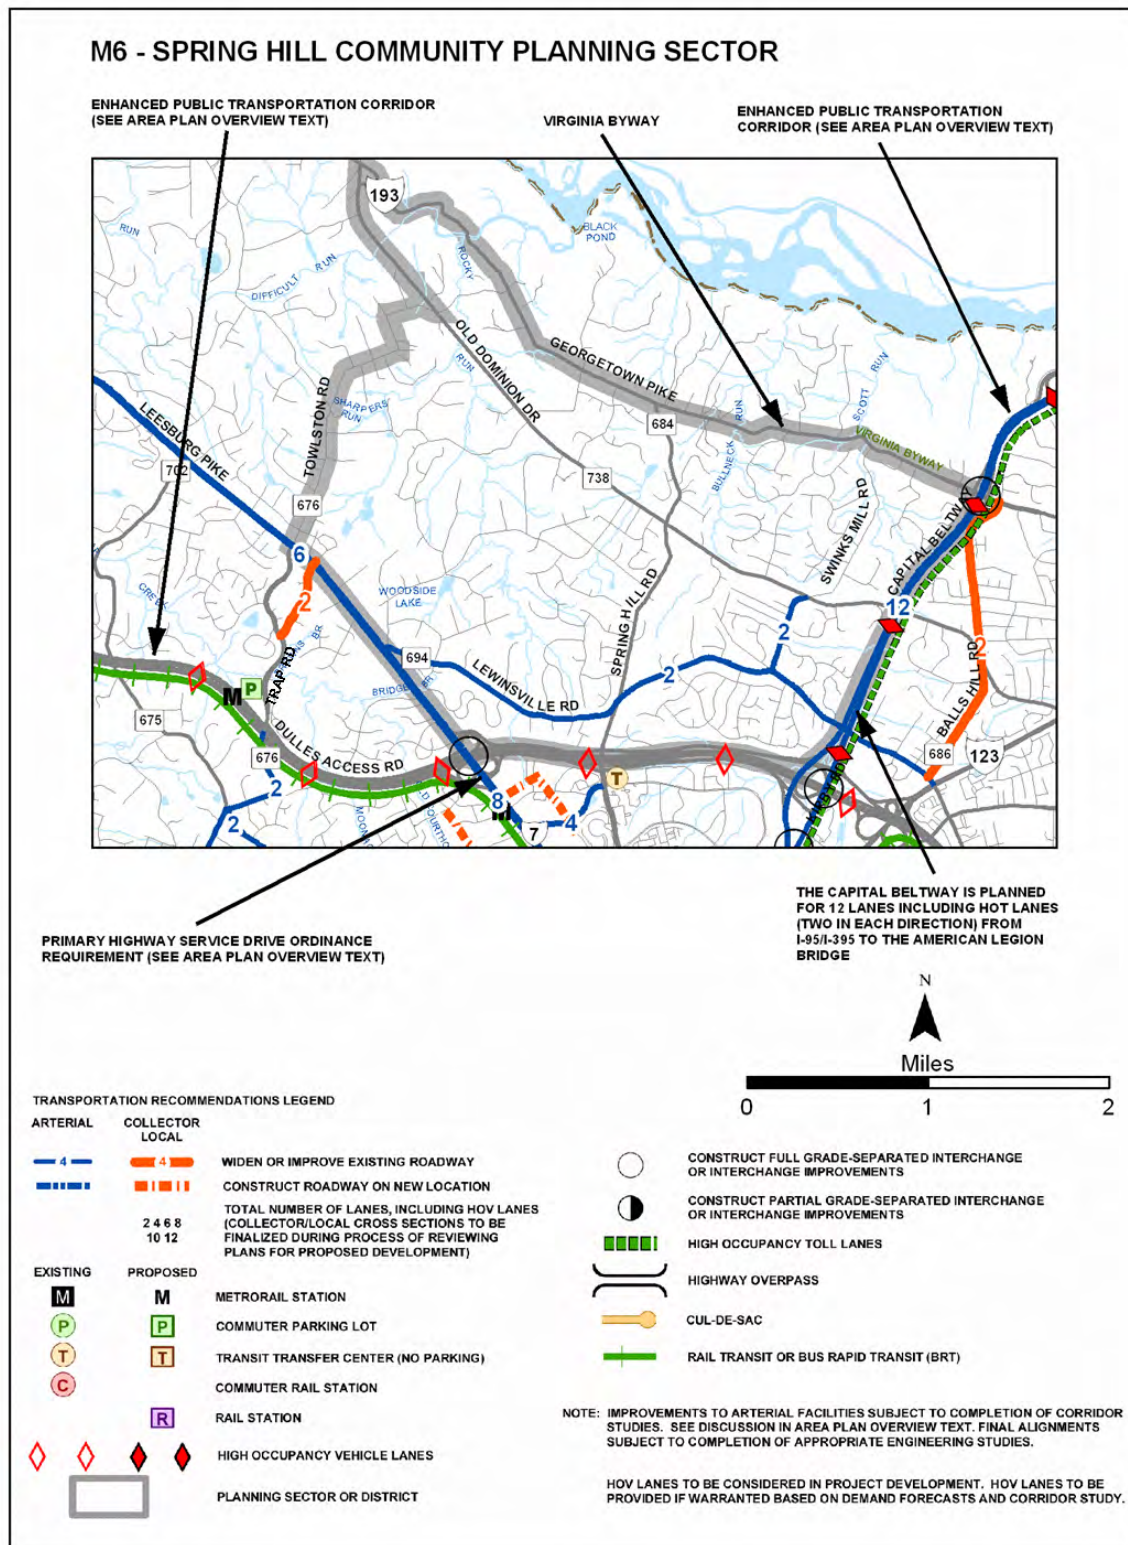 M6 - SPRING HILL COMMUNITY PLANNING SECTOR
ENHANCED PUBLIC TRANSPORTATION CORRIDOR
(SEE AREA PLAN OVERVIEW TEXT)
VIRGINIA BYWAY
ENHANCED PUBLIC TRANSPORTATION
CORRIDOR (SEE AREA PLAN OVERVIEW TEXT)
193
RUN
BLACK
POND
ROCKY
DIFFICULT RUN
OLD DOMINION DR
RUN
GEORGETOWN PIKE
SCOTT RUN
LEESBURG PIKE
TOWLSTON RD
SHARPERS
RUN
684
BULLNECK RUN
VIRGINIA BYWAY
702
738
676
SWINKS MILL RD
CAPITAL BELTWAY
6
2
WOODSIDE
LAKE
12
CREEK
SPRING HILL RD
2
2
BR
TRAP RD
694
LEWINSVILLE RD
2
BALLS HILL RD
P
M
BRIDGE BR
675
DULLES ACCESS RD
676
686
123
2
T
8
M
4
7
2
THE CAPITAL BELTWAY IS PLANNED
FOR 12 LANES INCLUDING HOT LANES
(TWO IN EACH DIRECTION) FROM
I-95/I-395 TO THE AMERICAN LEGION
BRIDGE
PRIMARY HIGHWAY SERVICE DRIVE ORDINANCE
REQUIREMENT (SEE AREA PLAN OVERVIEW TEXT)
N
Miles
0 1 2
TRANSPORTATION RECOMMENDATIONS LEGEND
ARTERIAL COLLECTOR
LOCAL
4 4 WIDEN OR IMPROVE EXISTING ROADWAY
CONSTRUCT ROADWAY ON NEW LOCATION
TOTAL NUMBER OF LANES, INCLUDING HOV LANES
2 4 6 8 (COLLECTOR/LOCAL CROSS SECTIONS TO BE
10 12 FINALIZED DURING PROCESS OF REVIEWING
PLANS FOR PROPOSED DEVELOPMENT)
EXISTING PROPOSED
M M METRORAIL STATION
P P COMMUTER PARKING LOT
T T TRANSIT TRANSFER CENTER (NO PARKING)
C COMMUTER RAIL STATION
R RAIL STATION
HIGH OCCUPANCY VEHICLE LANES
PLANNING SECTOR OR DISTRICT
CONSTRUCT FULL GRADE-SEPARATED INTERCHANGE
OR INTERCHANGE IMPROVEMENTS
CONSTRUCT PARTIAL GRADE-SEPARATED INTERCHANGE
OR INTERCHANGE IMPROVEMENTS
HIGH OCCUPANCY TOLL LANES
HIGHWAY OVERPASS
CUL-DE-SAC
RAIL TRANSIT OR BUS RAPID TRANSIT (BRT)
NOTE: IMPROVEMENTS TO ARTERIAL FACILITIES SUBJECT TO COMPLETION OF CORRIDOR
STUDIES. SEE DISCUSSION IN AREA PLAN OVERVIEW TEXT. FINAL ALIGNMENTS
SUBJECT TO COMPLETION OF APPROPRIATE ENGINEERING STUDIES.
HOV LANES TO BE CONSIDERED IN PROJECT DEVELOPMENT. HOV LANES TO BE
PROVIDED IF WARRANTED BASED ON DEMAND FORECASTS AND CORRIDOR STUDY.